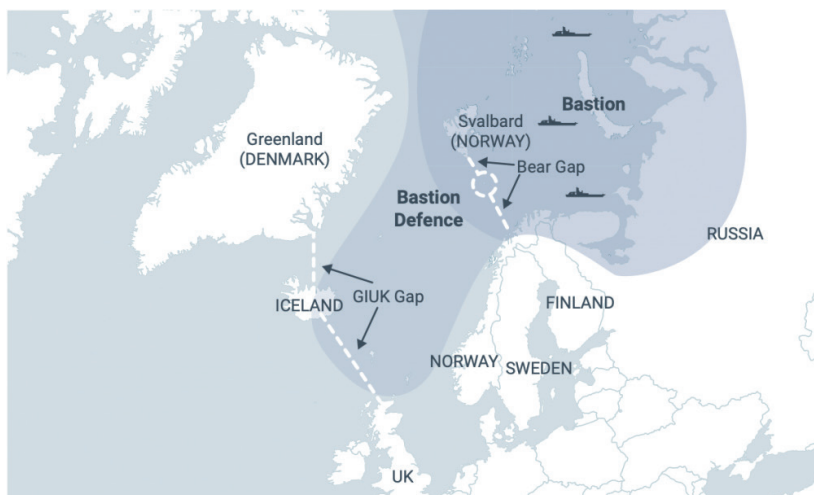 Bastion
Svalbard
(NORWAY)
Greenland
(DENMARK)
Bear Gap
Bastion
Defence
RUSSIA
ICELAND
GIUK Gap
FINLAND
NORWAY
SWEDEN
UK